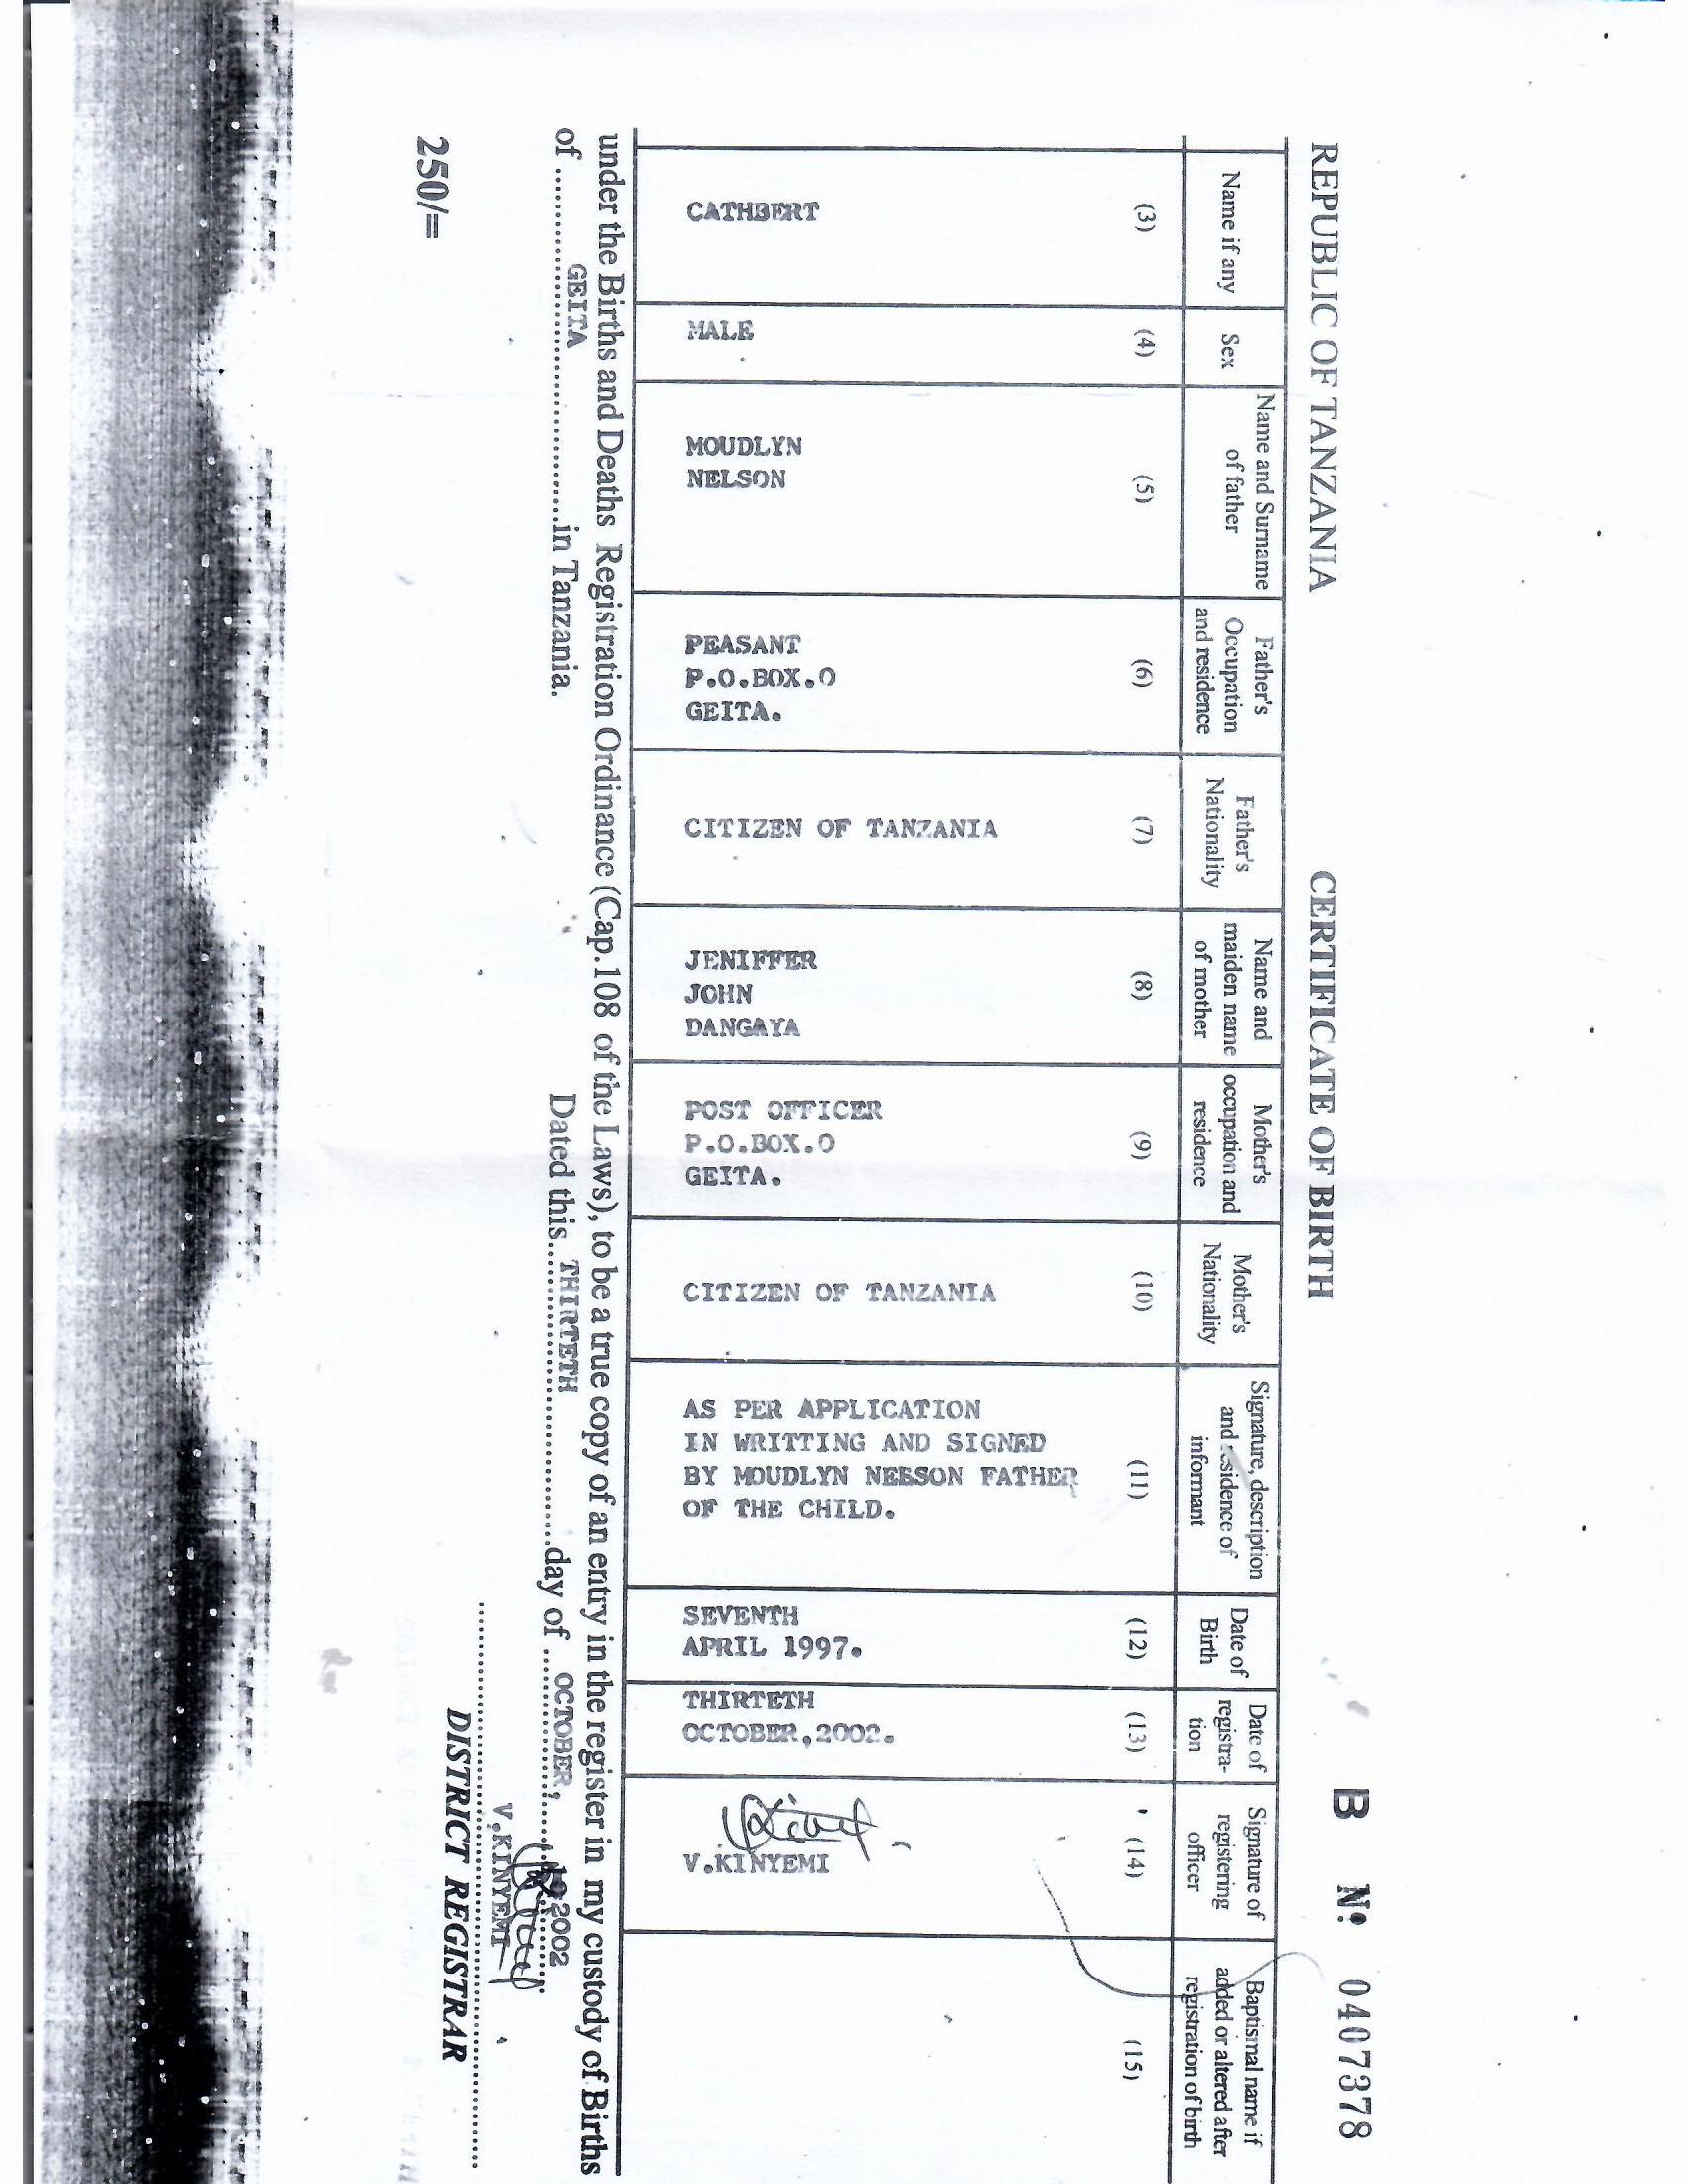 REPUBLIC OF TANZANIA CERTIFICATE OF BIRTH B Nº 0407378
Name if any
Sex
Name and Surname
of father
Father's
Occupation
and residence
Father's
Nationality
Name and
maiden name
of mother
Mother's
occupation and
residence
Mother's
Nationality
Signature, description
and residence of
informant
Date of
Birth
Date of
registra-
tion
Signature of
registering
officer
Baptismal name if
added or altered after
registration of birth
(3) (4) (5) (6) (7) (8) (9) (10) (11) (12) (13) (14) (15)
CATHBERT
MALE
MOUDLYN
NELSON
PEASANT
P.O.BOX.O
GEITA.
CITIZEN OF TANZANIA
JENIFFER
JOHN
DANGAYA
POST OFFICER
P.O.BOX.O
GEITA.
CITIZEN OF TANZANIA
AS PER APPLICATION
IN WRITTING AND SIGNED
BY MOUDLYN NELSON FATHER
OF THE CHILD.
SEVENTH
APRIL 1997.
THIRTETH
OCTOBER,2002.
V.KINYEMI
under the Births and Deaths Registration Ordinance (Cap.108 of the Laws), to be a true copy of an entry in the register in my custody of Births
of GEITA in Tanzania. Dated this THIRTETH day of OCTOBER, 2002
V.KINYEMI
DISTRICT REGISTRAR
250/=